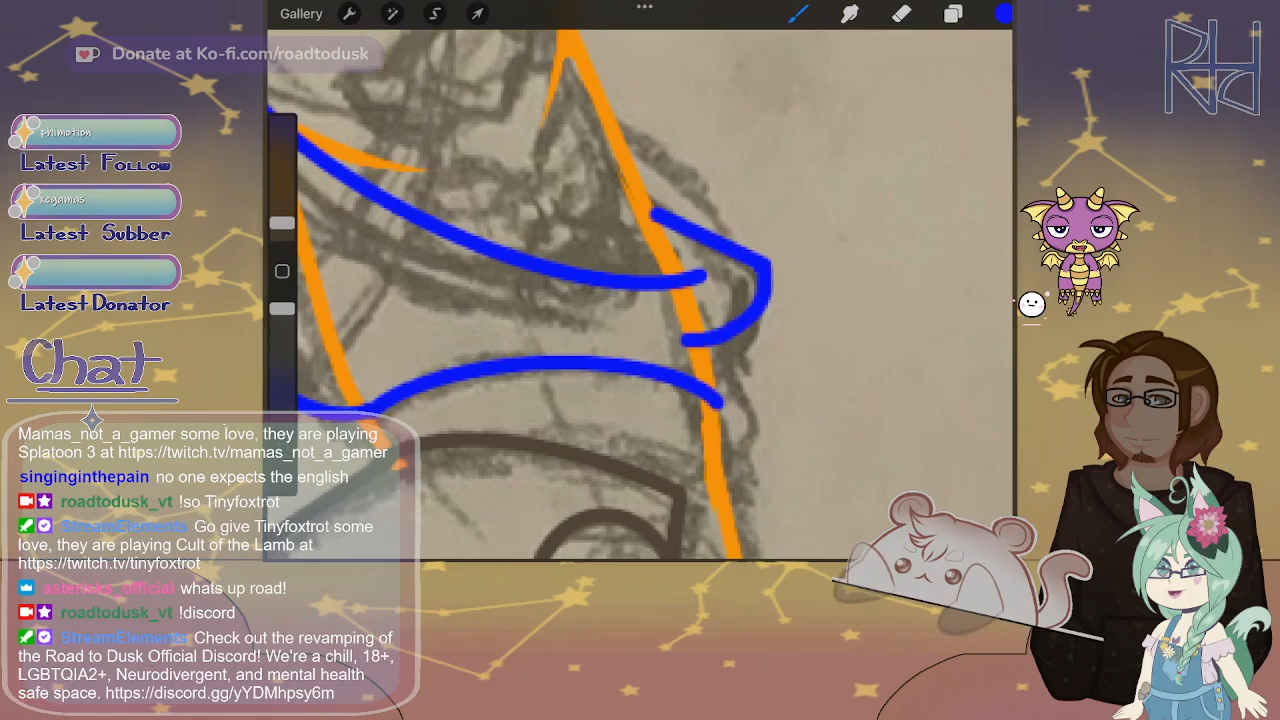 Gallery
Donate at Ko-fi.com/roadtodusk
RtD
phimotion
Latest Follow
xcgamas
Latest Subber
Latest Donator
Chat
Mamas_not_a_gamer some love, they are playing
Splatoon 3 at https://twitch.tv/mamas_not_a_gamer
singinginthepain no one expects the english
roadtodusk_vt !so Tinyfoxtrot
StreamElements Go give Tinyfoxtrot some
love, they are playing Cult of the Lamb at
https://twitch.tv/tinyfoxtrot
asterisks_official whats up road!
roadtodusk_vt !discord
StreamElements Check out the revamping of
the Road to Dusk Official Discord! We're a chill, 18+,
LGBTQIA2+, Neurodivergent, and mental health
safe space. https://discord.gg/yYDMhpsy6m